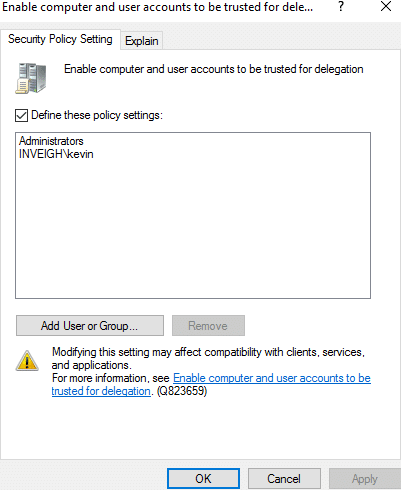 Enable computer and user accounts to be trusted for dele...
?
Security Policy Setting
Explain
Enable computer and user accounts to be trusted for delegation
Define these policy settings:
Administrators
INVEIGH\kevin
Add User or Group...
Remove
Modifying this setting may affect compatibility with clients, services,
and applications.
For more information, see Enable computer and user accounts to be
trusted for delegation. (Q823659)
OK
Cancel
Apply